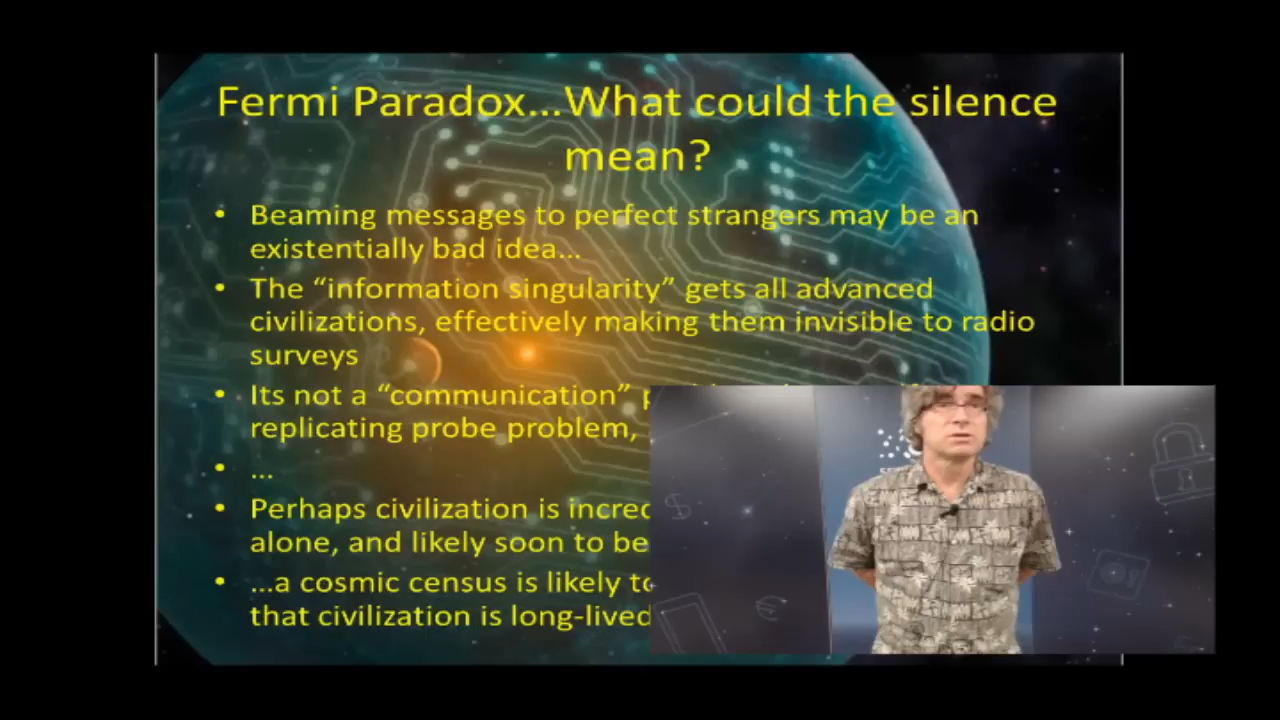 Fermi Paradox...What could the silence
mean?
• Beaming messages to perfect strangers may be an
existentially bad idea...
• The “information singularity” gets all advanced
civilizations, effectively making them invisible to radio
surveys
• Its not a “communication”
replicating probe problem,
• ...
• Perhaps civilization is
alone, and likely soon to be
• ...a cosmic census is likely
that civilization is long-lived